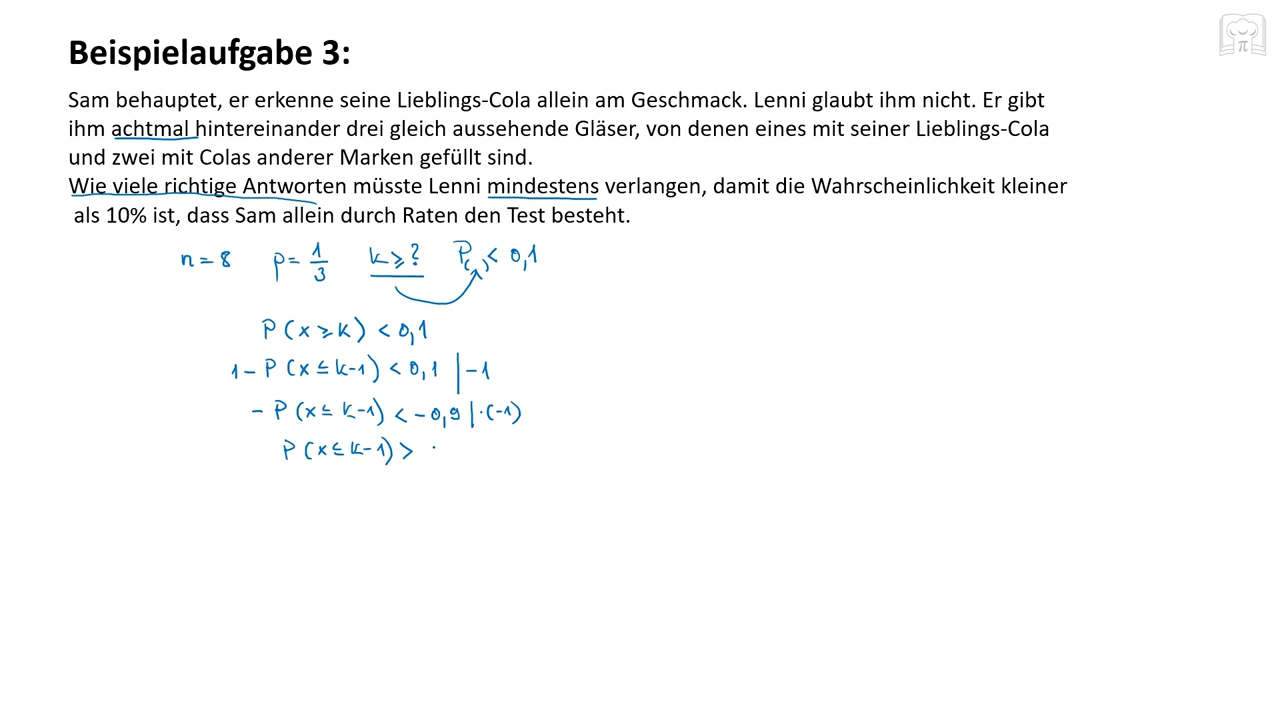 Beispielaufgabe 3:
Sam behauptet, er erkenne seine Lieblings-Cola allein am Geschmack. Lenni glaubt ihm nicht. Er gibt
ihm achtmal hintereinander drei gleich aussehende Gläser, von denen eines mit seiner Lieblings-Cola
und zwei mit Colas anderer Marken gefüllt sind.
Wie viele richtige Antworten müsste Lenni mindestens verlangen, damit die Wahrscheinlichkeit kleiner
als 10% ist, dass Sam allein durch Raten den Test besteht.
n = 8 p = 1/3 k ≥ ? P( ) < 0,1
P(x ≥ k) < 0,1
1 - P(x ≤ k-1) < 0,1 | -1
- P(x ≤ k-1) < -0,9 | ·(-1)
P(x ≤ k-1) >
π